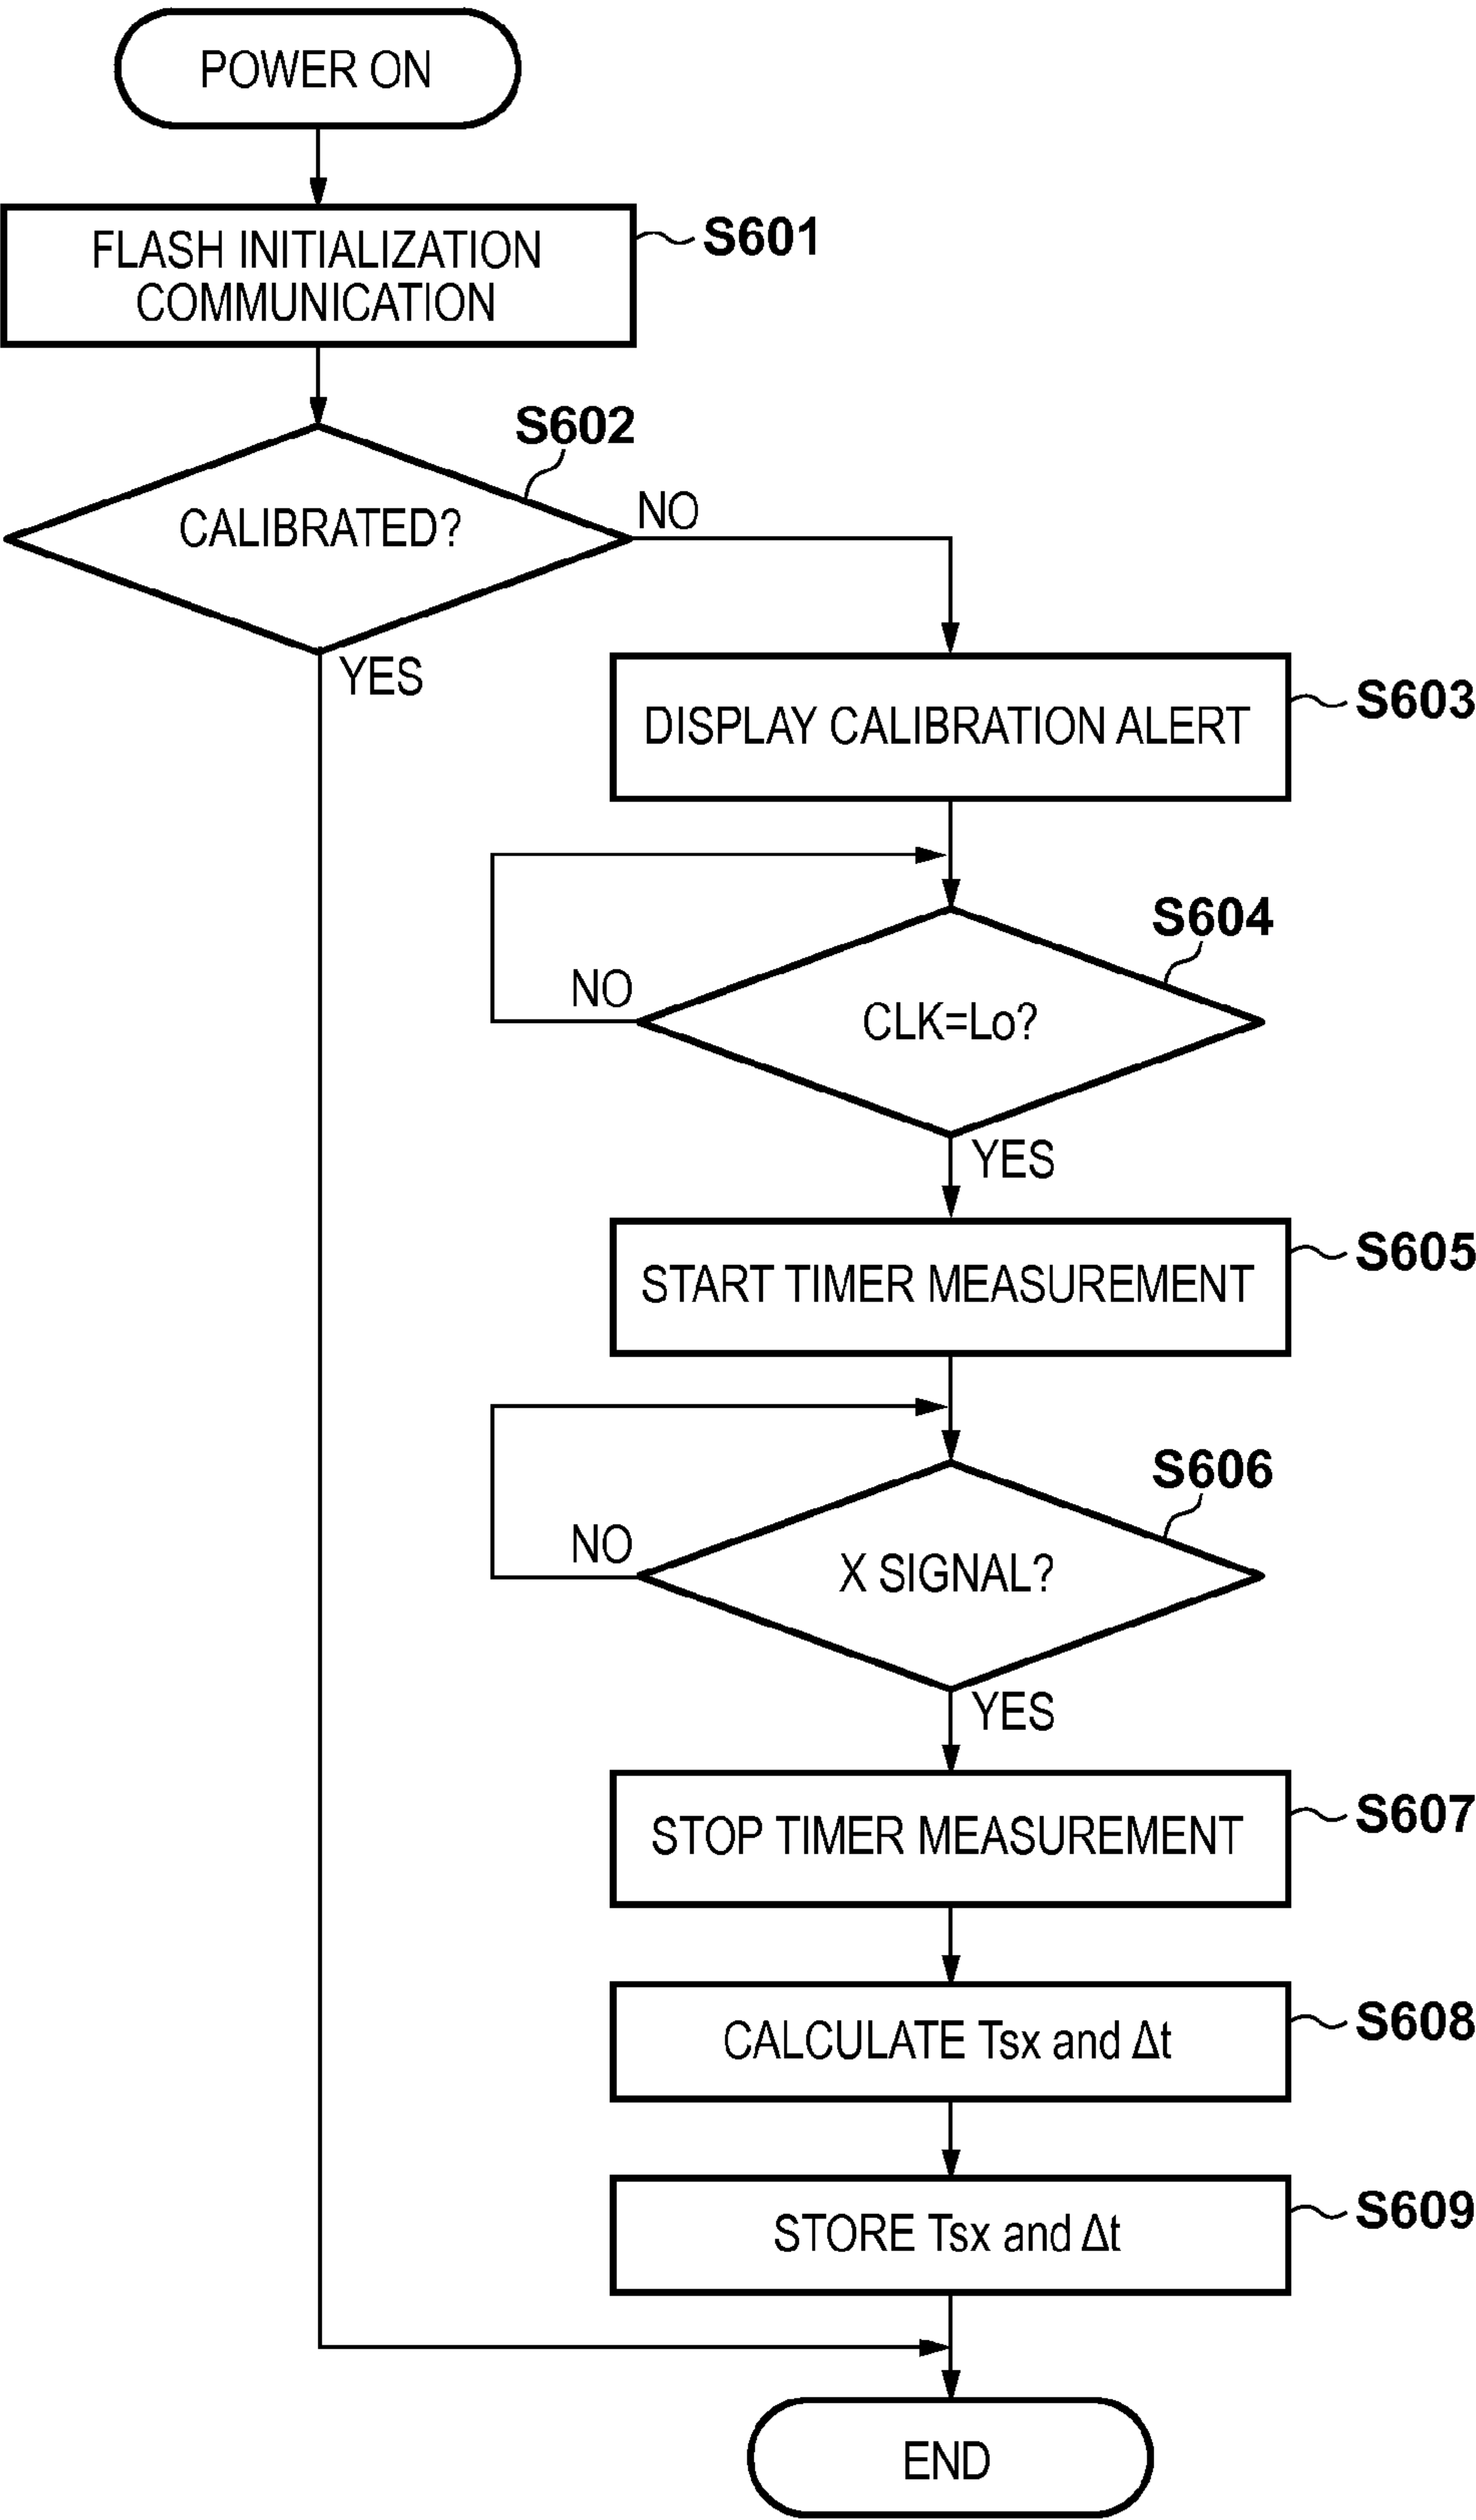 POWER ON
FLASH INITIALIZATION
COMMUNICATION
S601
S602
CALIBRATED?
NO
YES
DISPLAY CALIBRATION ALERT
S603
S604
NO
CLK=Lo?
YES
START TIMER MEASUREMENT
S605
S606
NO
X SIGNAL?
YES
STOP TIMER MEASUREMENT
S607
CALCULATE Tsx and Δt
S608
STORE Tsx and Δt
S609
END